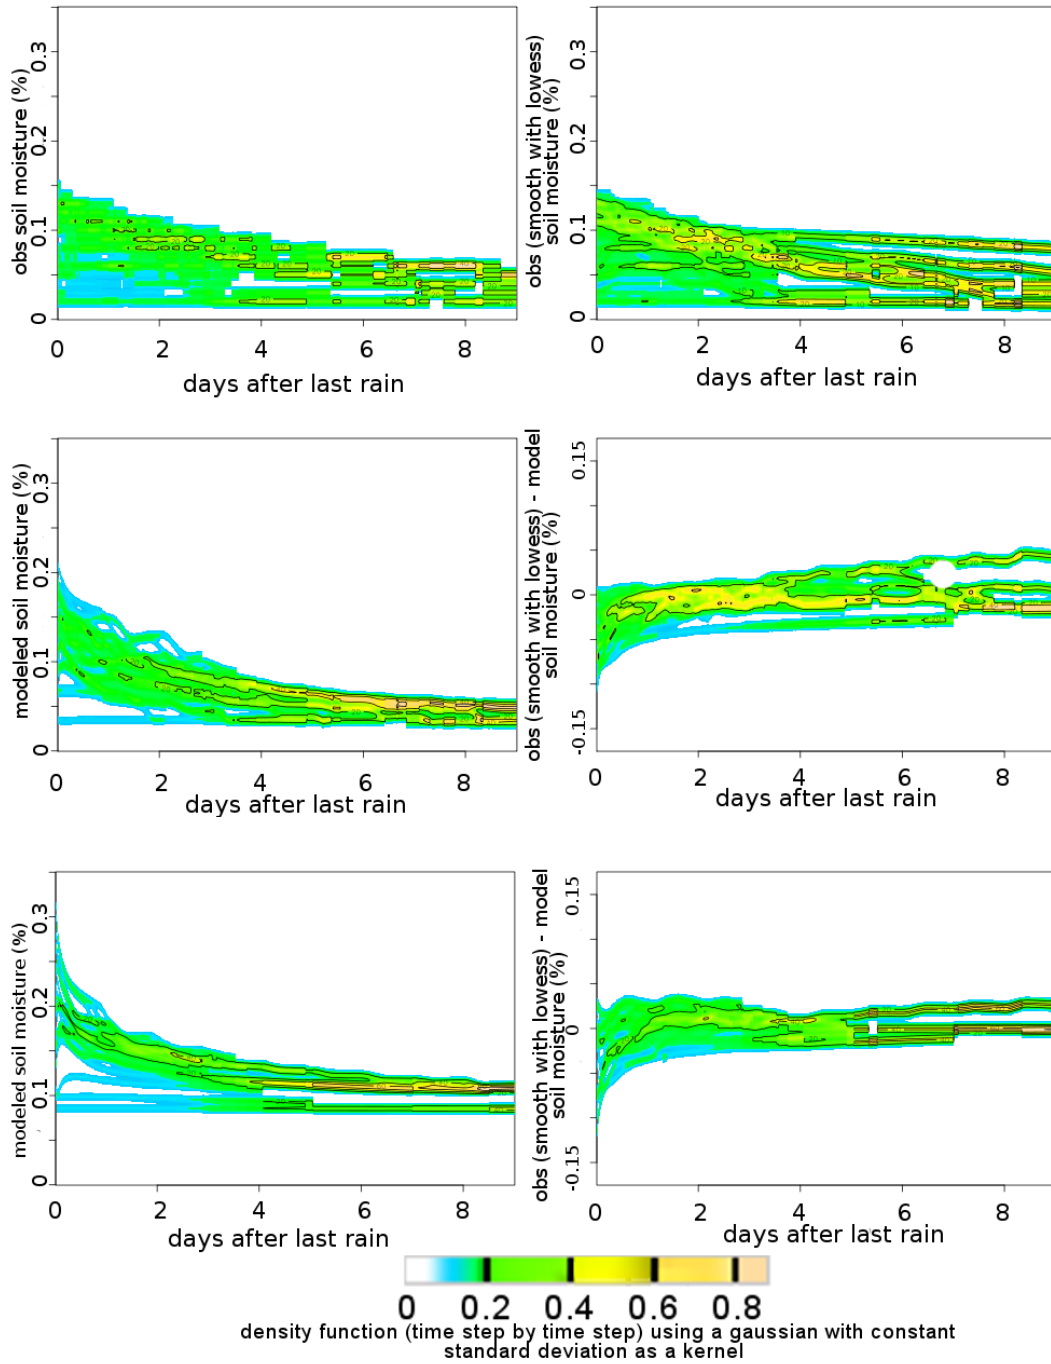 obs soil moisture (%)
0 0.1 0.2 0.3
0 2 4 6 8
days after last rain
obs (smooth with lowess)
soil moisture (%)
0 0.1 0.2 0.3
0 2 4 6 8
days after last rain
modeled soil moisture (%)
0 0.1 0.2 0.3
0 2 4 6 8
days after last rain
obs (smooth with lowess) - model
soil moisture (%)
-0.15 0 0.15
0 2 4 6 8
days after last rain
modeled soil moisture (%)
0 0.1 0.2 0.3
0 2 4 6 8
days after last rain
obs (smooth with lowess) - model
soil moisture (%)
-0.15 0 0.15
0 2 4 6 8
days after last rain
0 0.2 0.4 0.6 0.8
density function (time step by time step) using a gaussian with constant
standard deviation as a kernel